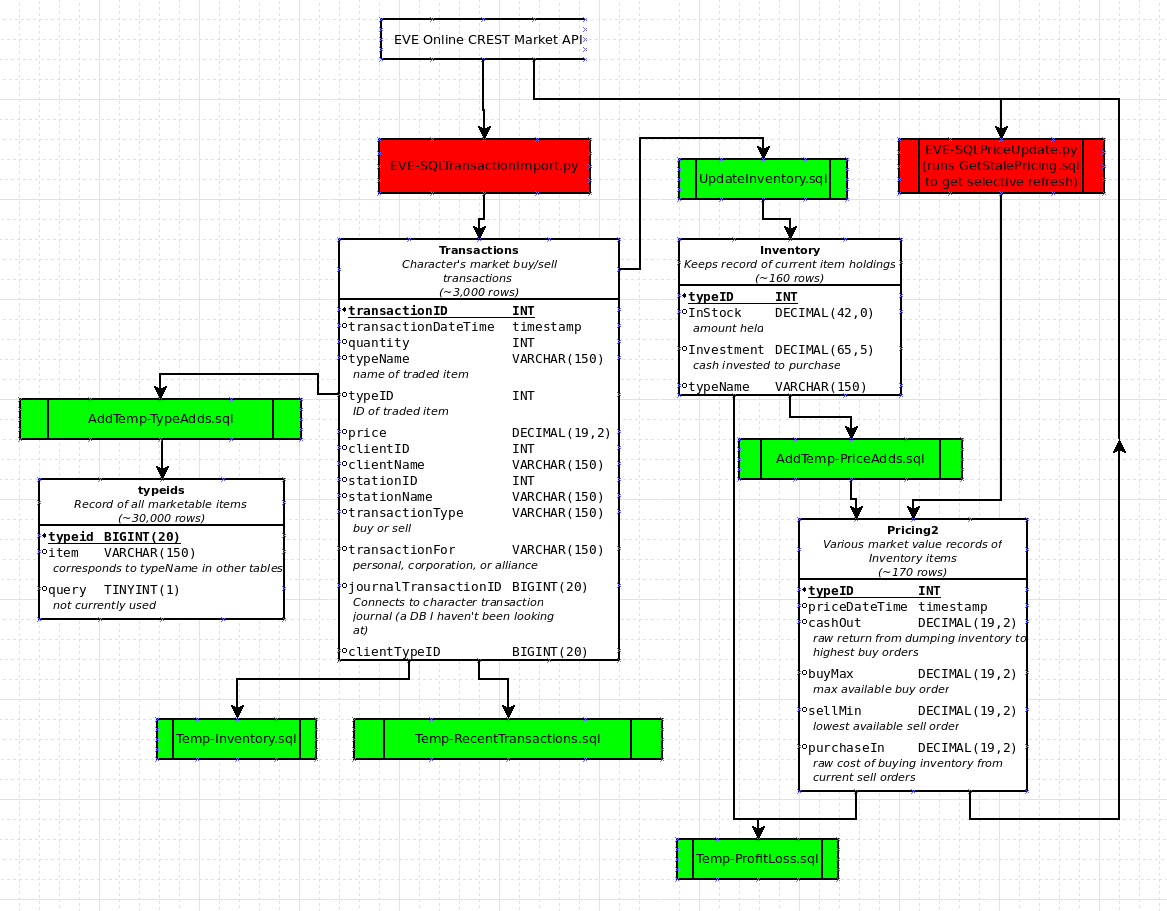 EVE Online CREST Market API
EVE-SQLTransactionImport.py
UpdateInventory.sql
EVE-SQLPriceUpdate.py
(runs GetStalePricing.sql
to get selective refresh)
Transactions
Character's market buy/sell
transactions
(~3,000 rows)
transactionID INT
transactionDateTime timestamp
quantity INT
typeName VARCHAR(150)
name of traded item
typeID INT
ID of traded item
price DECIMAL(19,2)
clientID INT
clientName VARCHAR(150)
stationID INT
stationName VARCHAR(150)
transactionType VARCHAR(150)
buy or sell
transactionFor VARCHAR(150)
personal, corporation, or alliance
journalTransactionID BIGINT(20)
Connects to character transaction
journal (a DB I haven't been looking
at)
clientTypeID BIGINT(20)
Inventory
Keeps record of current item holdings
(~160 rows)
typeID INT
InStock DECIMAL(42,0)
amount held
Investment DECIMAL(65,5)
cash invested to purchase
typeName VARCHAR(150)
AddTemp-TypeAdds.sql
typeids
Record of all marketable items
(~30,000 rows)
typeid BIGINT(20)
item VARCHAR(150)
corresponds to typeName in other tables
query TINYINT(1)
not currently used
AddTemp-PriceAdds.sql
Pricing2
Various market value records of
Inventory items
(~170 rows)
typeID INT
priceDateTime timestamp
cashOut DECIMAL(19,2)
raw return from dumping inventory to
highest buy orders
buyMax DECIMAL(19,2)
max available buy order
sellMin DECIMAL(19,2)
lowest available sell order
purchaseIn DECIMAL(19,2)
raw cost of buying inventory from
current sell orders
Temp-Inventory.sql
Temp-RecentTransactions.sql
Temp-ProfitLoss.sql